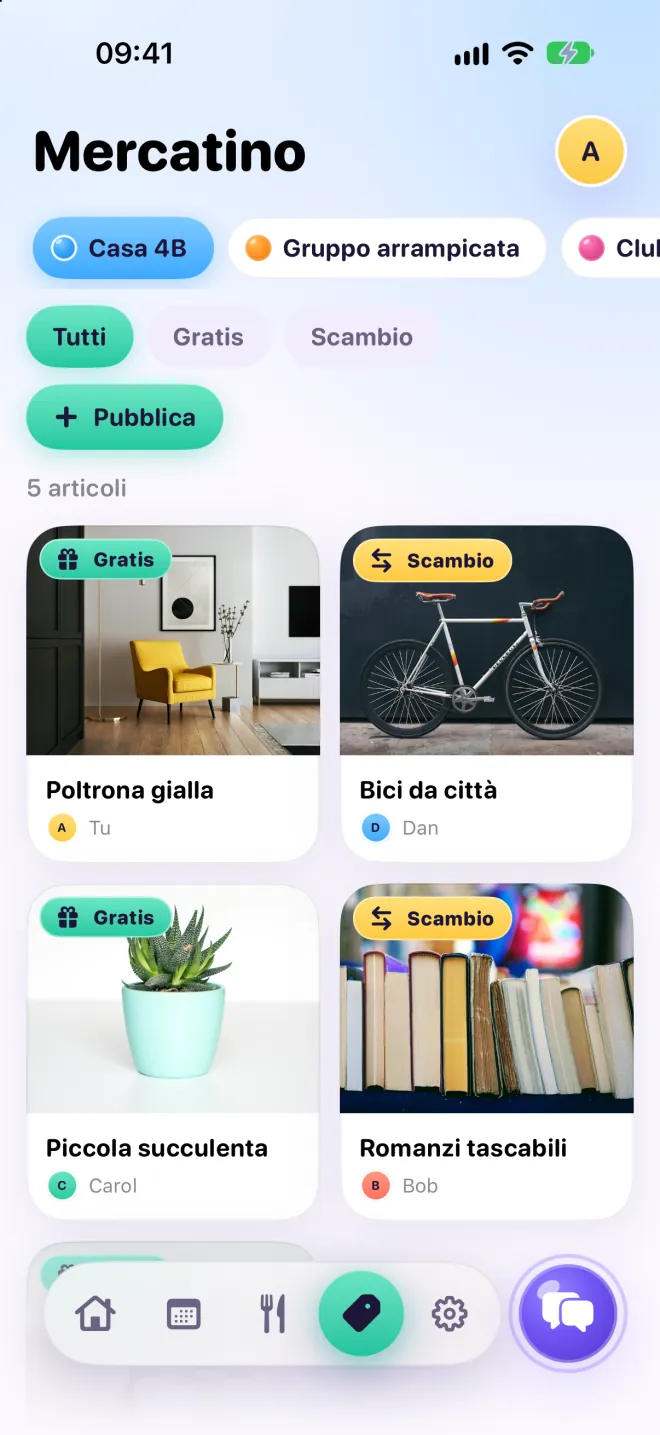 09:41
Mercatino
A
Casa 4B
Gruppo arrampicata
Tutti
Gratis
Scambio
+ Pubblica
5 articoli
Gratis
Scambio
Poltrona gialla
A Tu
Bici da città
D Dan
Gratis
Scambio
Piccola succulenta
C Carol
Romanzi tascabili
B Bob